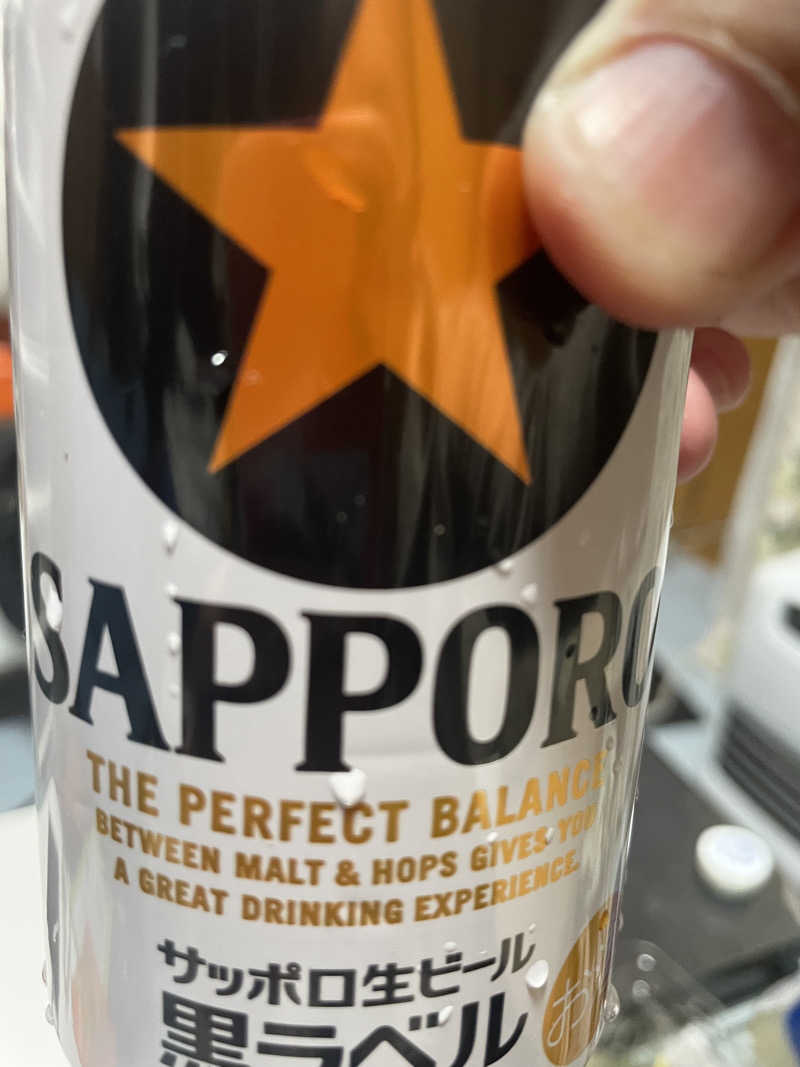 SAPPORO
THE PERFECT BALANCE
BETWEEN MALT & HOPS GIVES YOU
A GREAT DRINKING EXPERIENCE.
サッポロ生ビール
黒ラベル